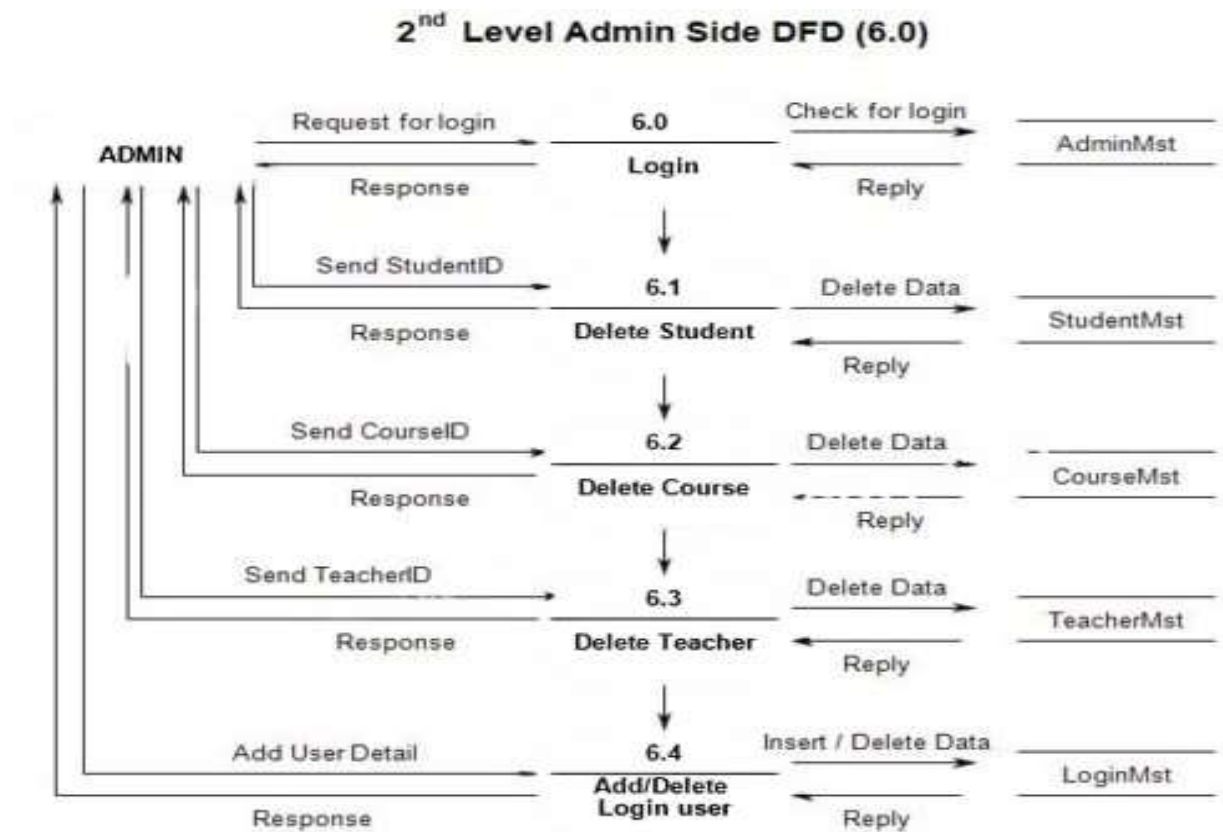 2nd Level Admin Side DFD (6.0)
Request for login
6.0
Check for login
ADMIN
Login
AdminMst
Response
Reply
Send StudentID
6.1
Delete Data
Response
Delete Student
StudentMst
Reply
Send CourseID
6.2
Delete Data
Response
Delete Course
CourseMst
Reply
Send TeacherID
6.3
Delete Data
Response
Delete Teacher
TeacherMst
Reply
Add User Detail
6.4
Insert / Delete Data
Add/Delete
Login user
LoginMst
Response
Reply